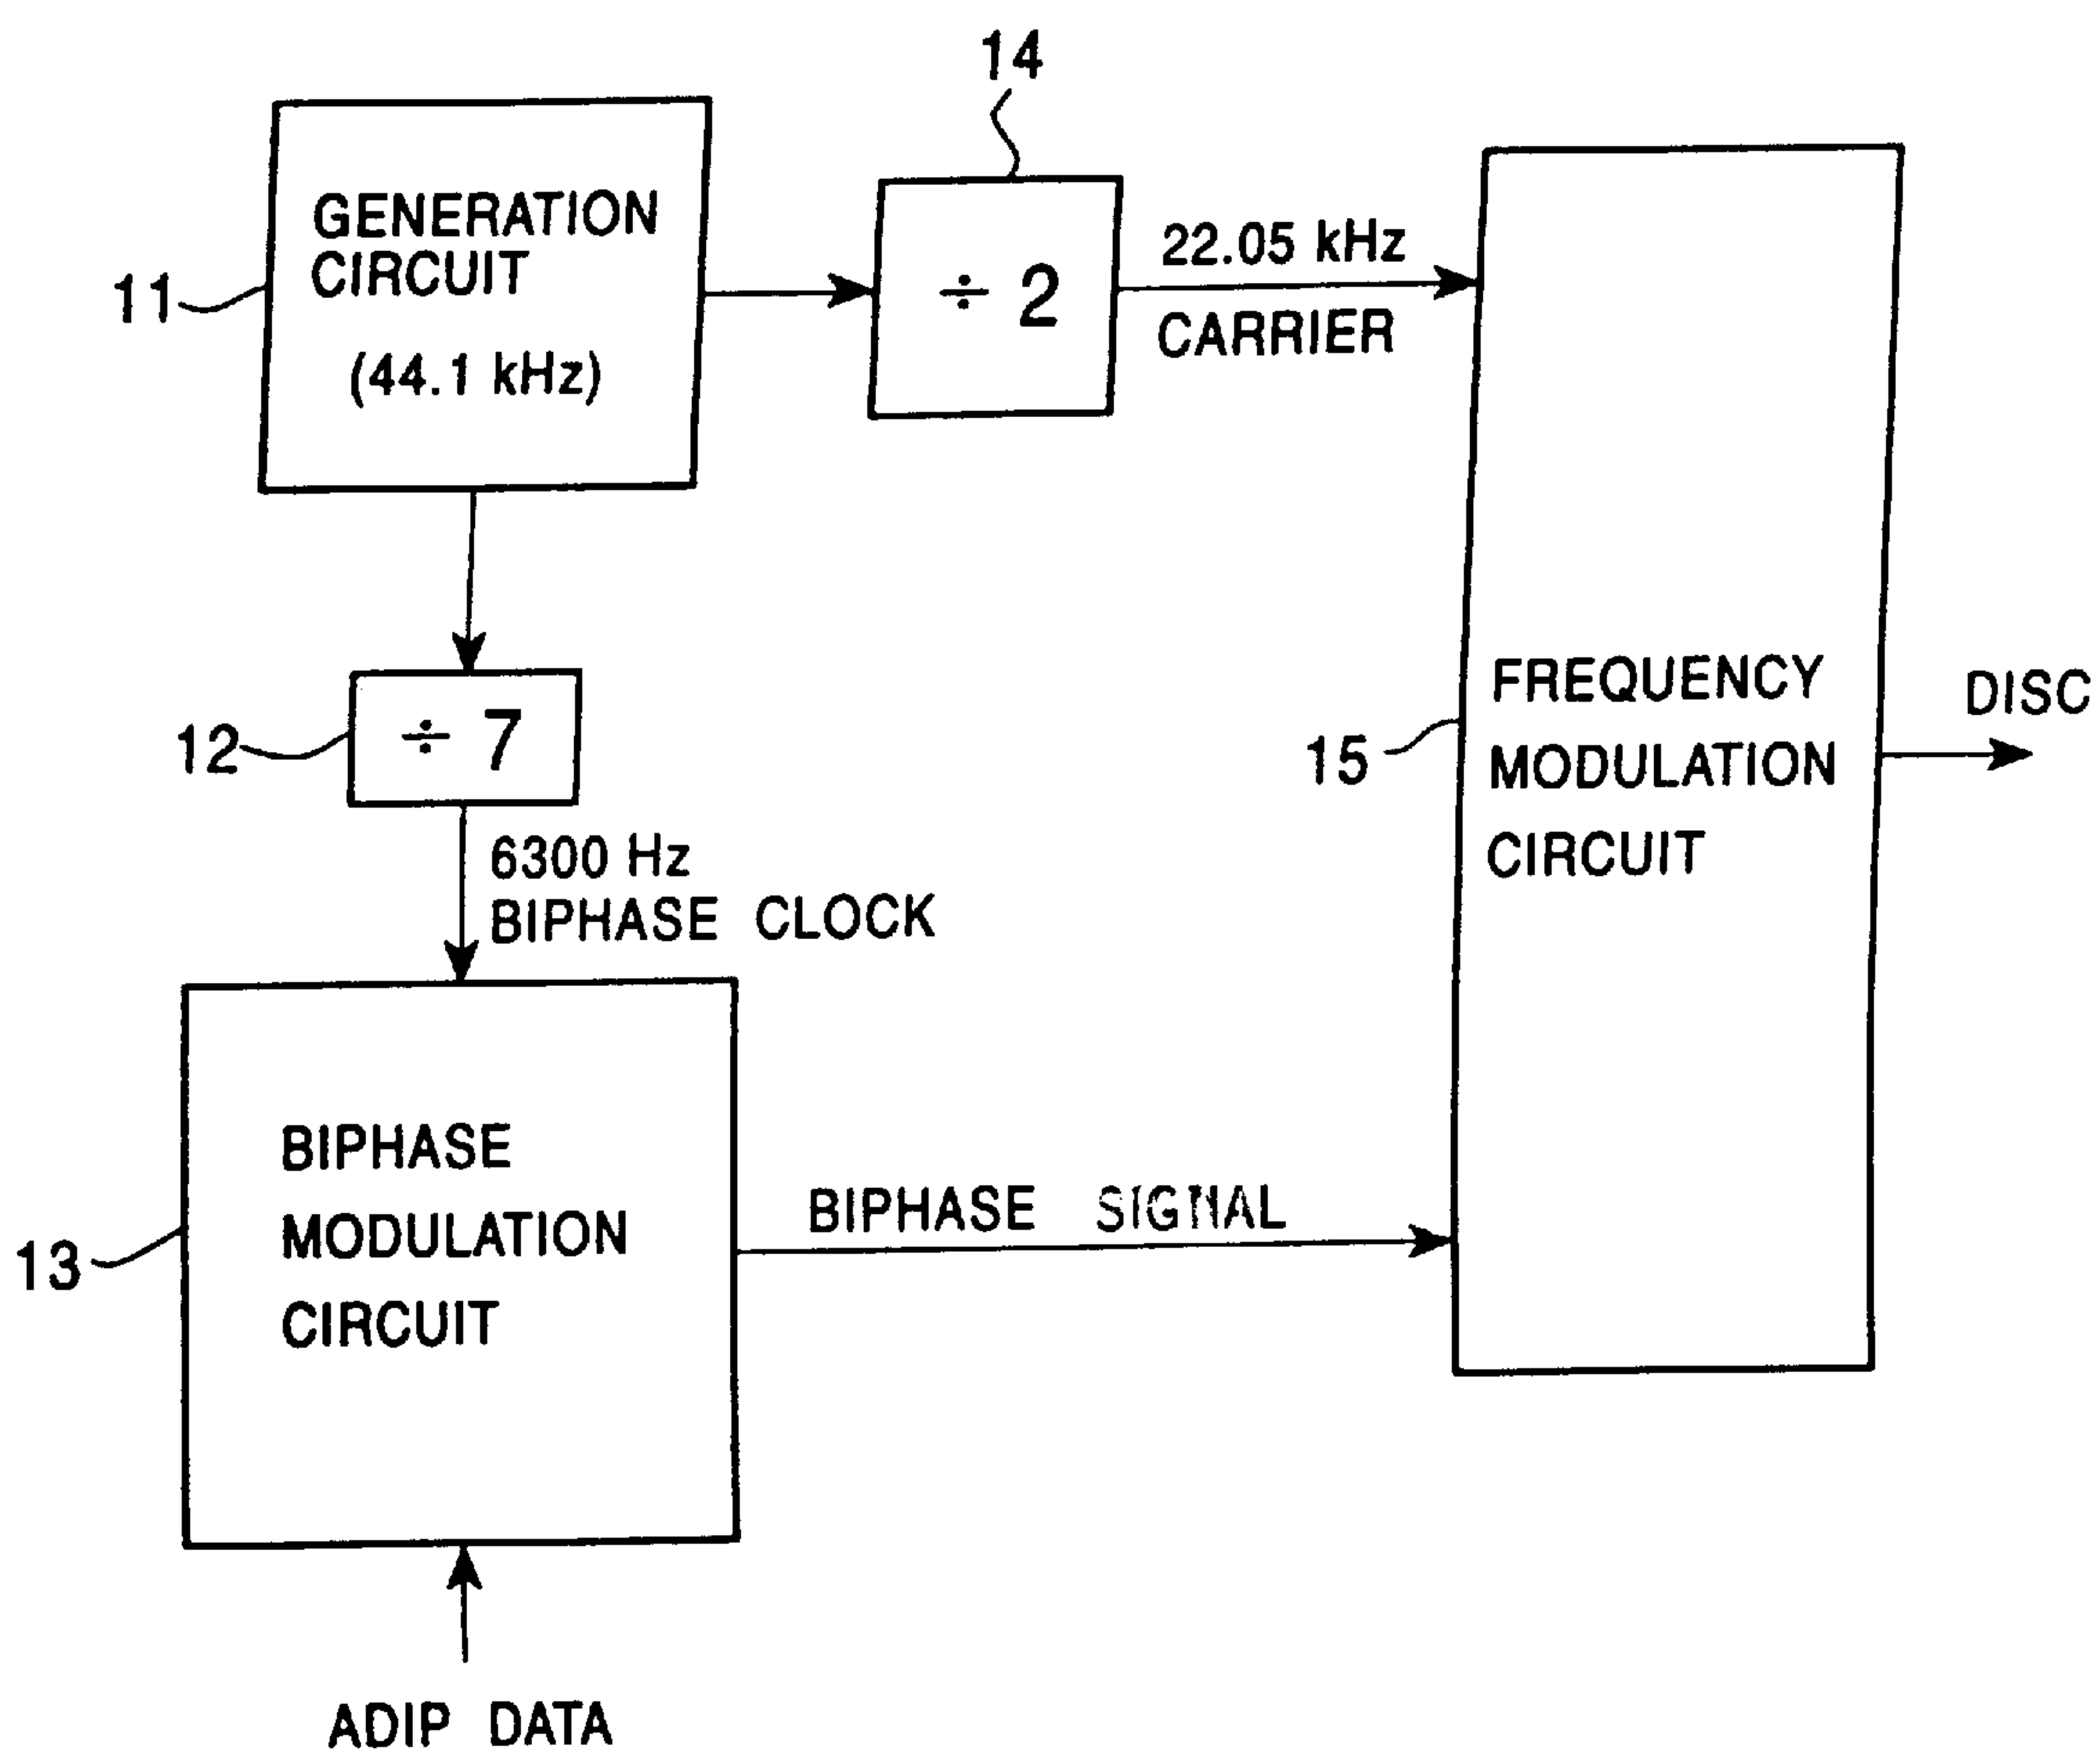 14
GENERATION
CIRCUIT
(44.1 kHz)
11
÷ 2
22.05 kHz
CARRIER
12
÷ 7
6300 Hz
BIPHASE CLOCK
FREQUENCY
MODULATION
CIRCUIT
15
DISC
BIPHASE
MODULATION
CIRCUIT
13
BIPHASE SIGNAL
ADIP DATA